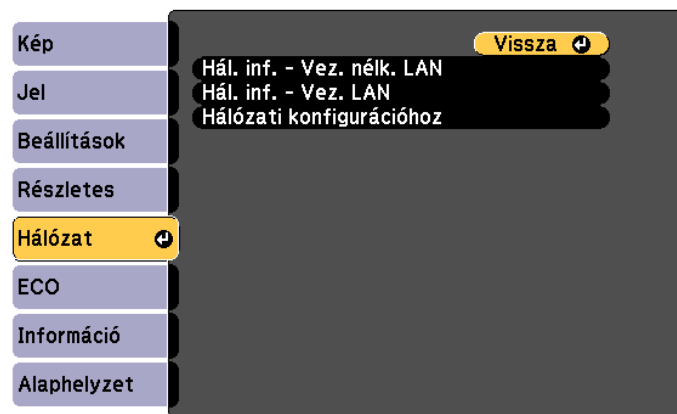 Kép
Jel
Beállítások
Részletes
Hálózat
ECO
Információ
Alaphelyzet
Vissza
Hál. inf. - Vez. nélk. LAN
Hál. inf. - Vez. LAN
Hálózati konfigurációhoz